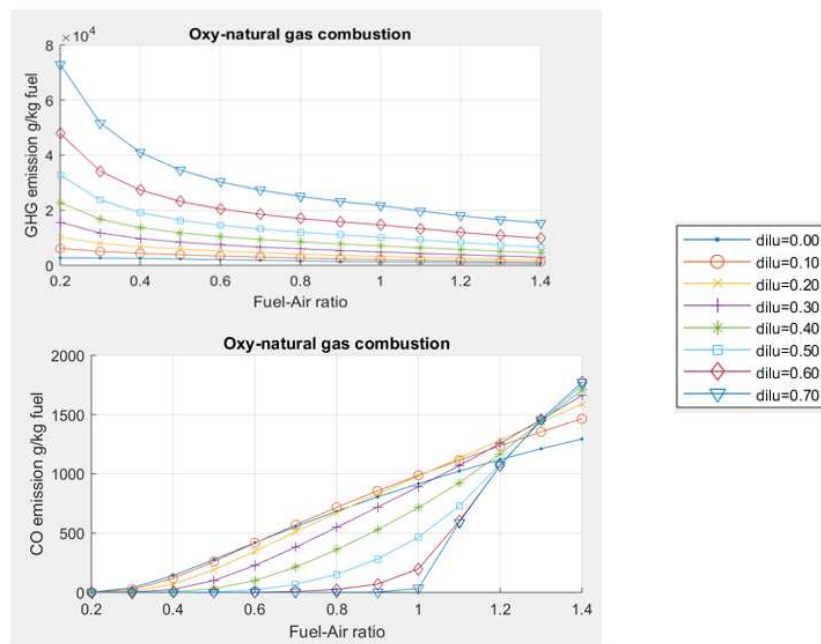 Oxy-natural gas combustion
×10⁴
8
6
4
2
0
GHG emission g/kg fuel
0.2 0.4 0.6 0.8 1 1.2 1.4
Fuel-Air ratio
Oxy-natural gas combustion
2000
1500
1000
500
0
CO emission g/kg fuel
0.2 0.4 0.6 0.8 1 1.2 1.4
Fuel-Air ratio
dilu=0.00
dilu=0.10
dilu=0.20
dilu=0.30
dilu=0.40
dilu=0.50
dilu=0.60
dilu=0.70